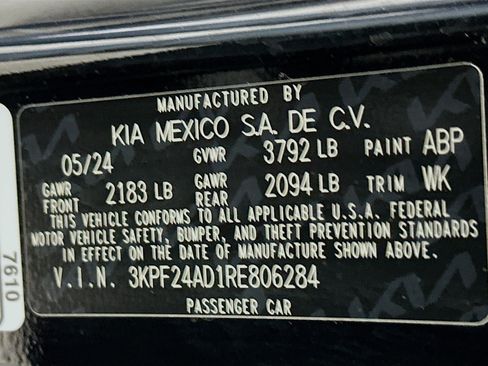 MANUFACTURED BY
KIA MEXICO S.A. DE C.V.
05/24 GVWR 3792 LB PAINT ABP
GAWR FRONT 2183 LB GAWR REAR 2094 LB TRIM WK
THIS VEHICLE CONFORMS TO ALL APPLICABLE U.S.A. FEDERAL
MOTOR VEHICLE SAFETY, BUMPER, AND THEFT PREVENTION STANDARDS
IN EFFECT ON THE DATE OF MANUFACTURE SHOWN ABOVE.
V.I.N. 3KPF24AD1RE806284
PASSENGER CAR
7610